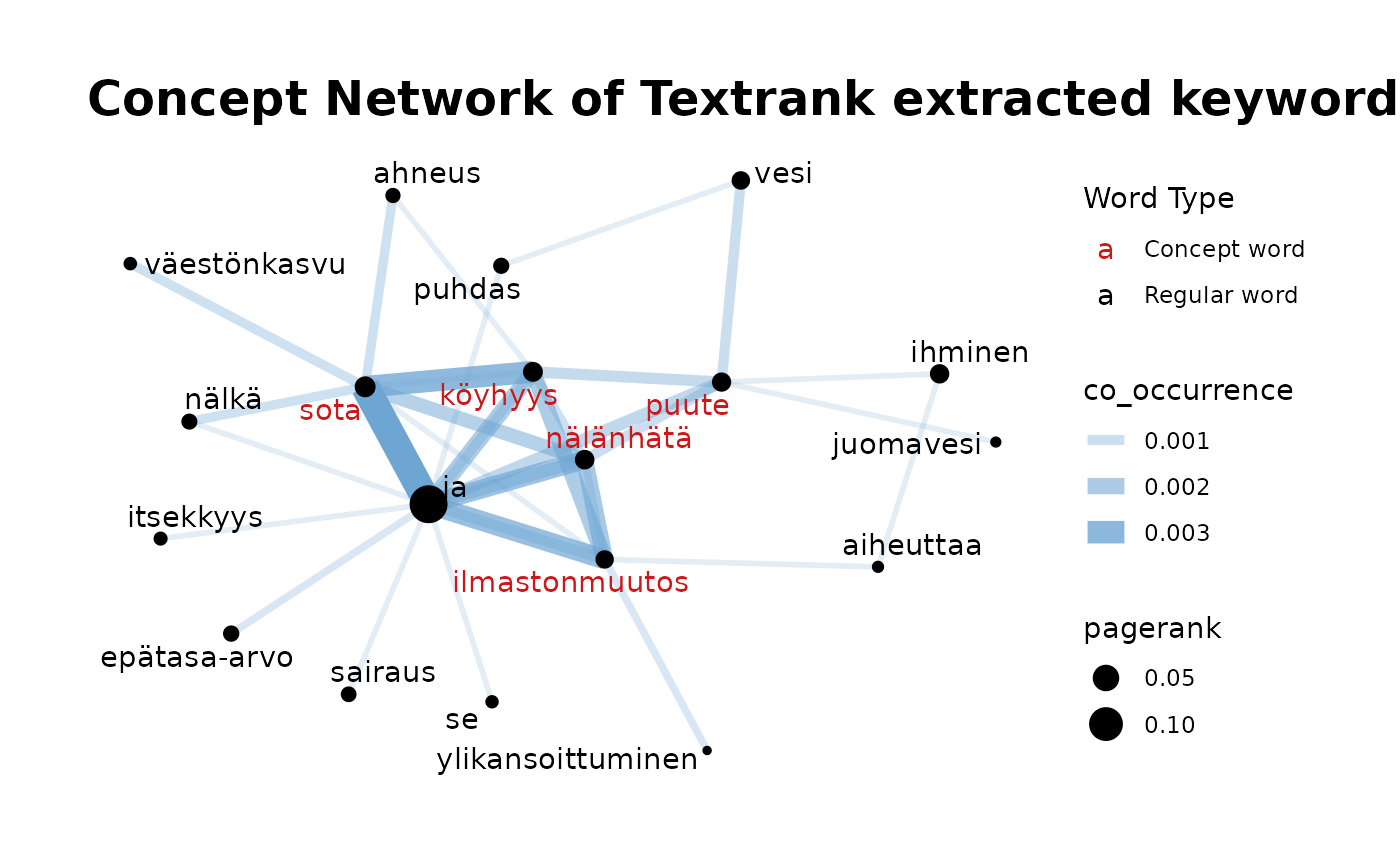 Concept Network of Textrank extracted keyword
ahneus
vesi
väestönkasvu
puhdas
ihminen
nälkä
sota
köyhyys
puute
nälänhätä
juomavesi
ja
itsekkyys
aiheuttaa
ilmastonmuutos
epätasa-arvo
sairaus
se
ylikansoittuminen
Word Type
a Concept word
a Regular word
co_occurrence
0.001
0.002
0.003
pagerank
0.05
0.10